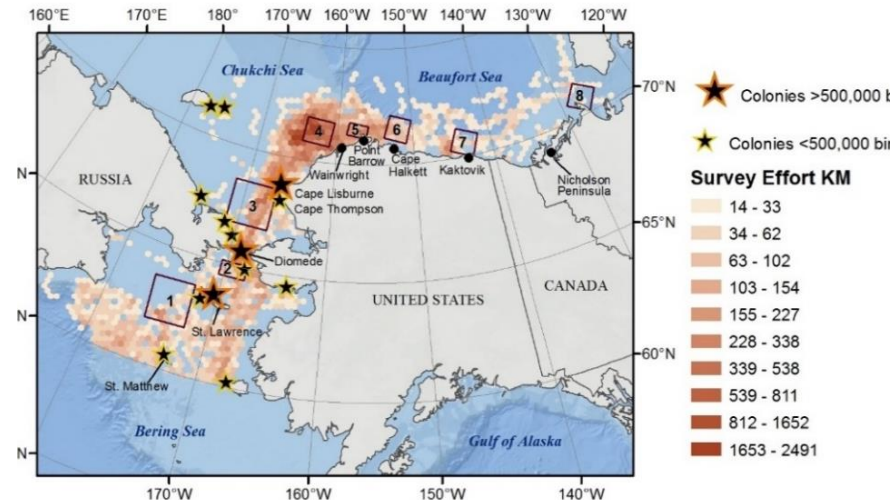 160°E 170°E 180° 170°W 160°W 150°W 140°W 130°W 120°W
Chukchi Sea
Beaufort Sea
70°N
8
4
5
6
7
Point
Barrow
Wainwright
Cape
Halkett
Kaktovik
Nicholson
Peninsula
N
RUSSIA
Cape Lisburne
Cape Thompson
3
65°N
Diomede
2
1
UNITED STATES
CANADA
N
St. Lawrence
60°N
St. Matthew
Bering Sea
Gulf of Alaska
N
170°W 160°W 150°W 140°W
Colonies >500,000 b
Colonies <500,000 bir
Survey Effort KM
14 - 33
34 - 62
63 - 102
103 - 154
155 - 227
228 - 338
339 - 538
539 - 811
812 - 1652
1653 - 2491